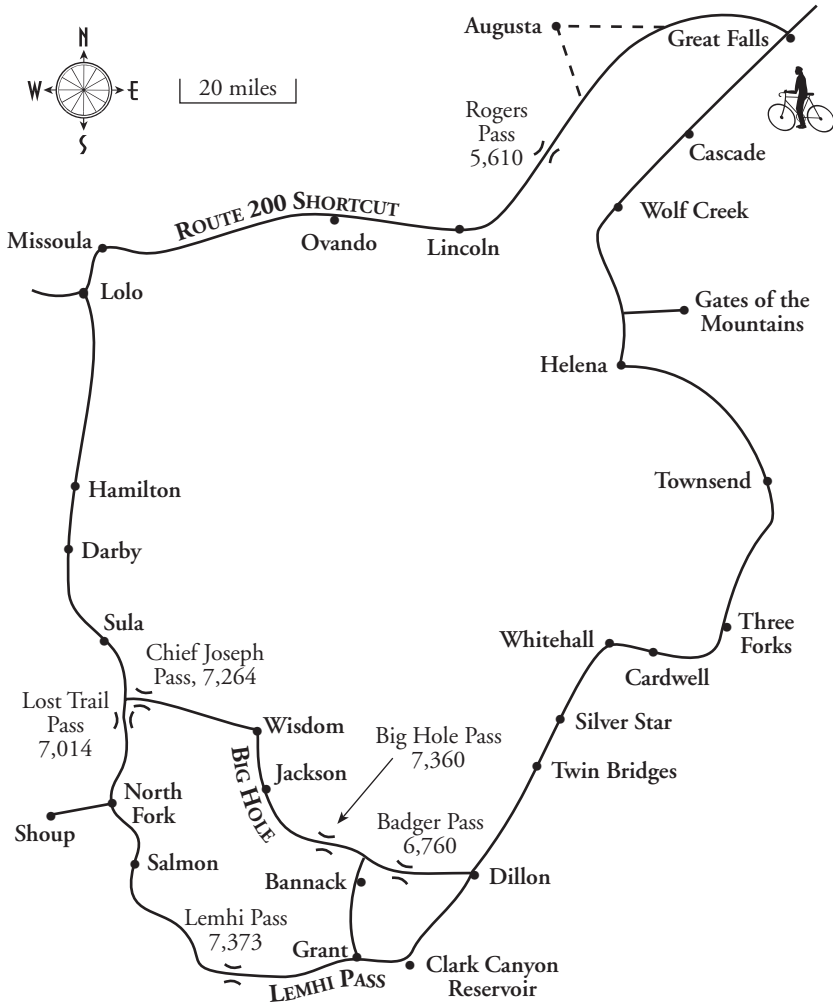 Augusta
Great Falls
N
W
E
S
20 miles
Rogers
Pass
5,610
Cascade
ROUTE 200 SHORTCUT
Wolf Creek
Missoula
Ovando
Lincoln
Lolo
Gates of the
Mountains
Helena
Hamilton
Townsend
Darby
Sula
Three
Forks
Whitehall
Cardwell
Chief Joseph
Pass, 7,264
Lost Trail
Pass
7,014
Wisdom
Silver Star
Big Hole Pass
7,360
Twin Bridges
BIG HOLE
Jackson
North
Fork
Shoup
Badger Pass
6,760
Salmon
Bannack
Dillon
Lemhi Pass
7,373
Grant
LEMHI PASS
Clark Canyon
Reservoir